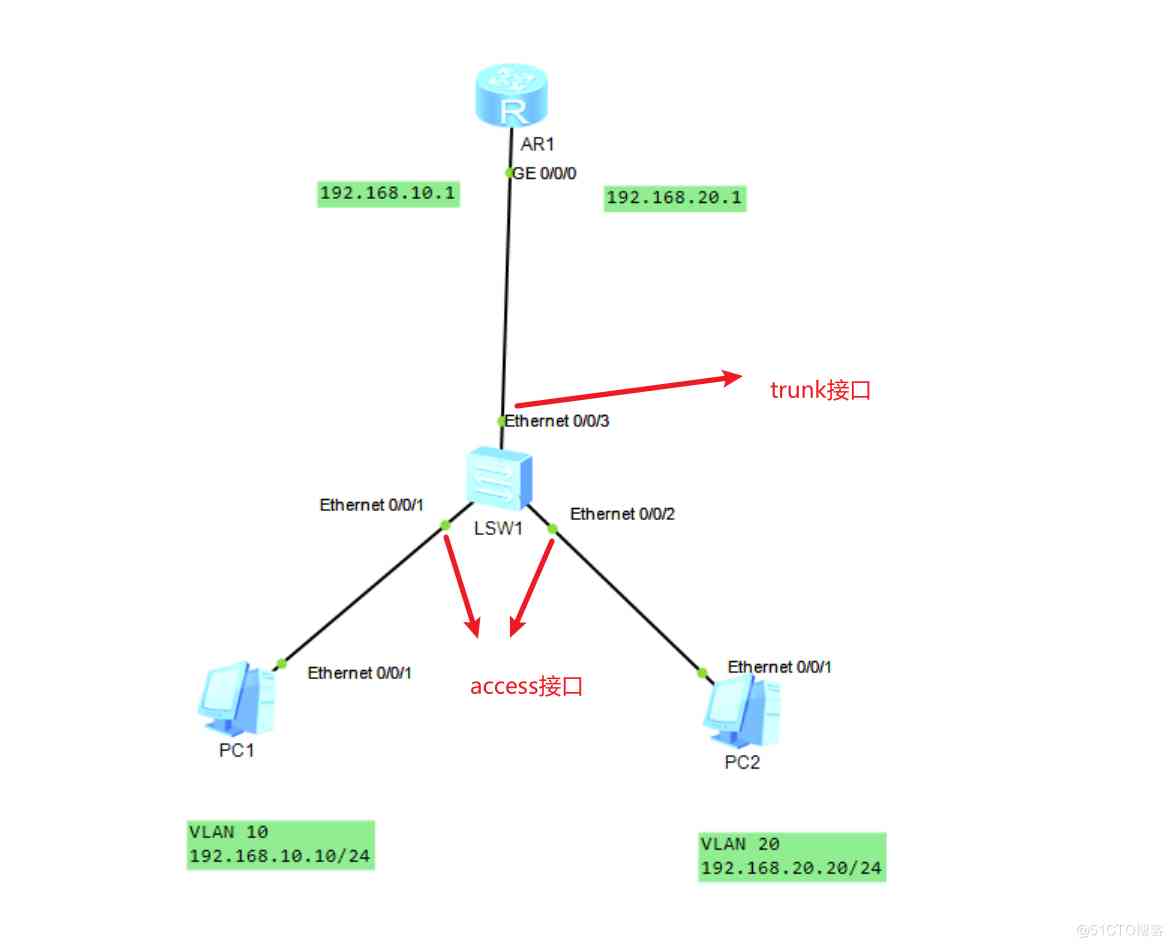 R
AR1
GE 0/0/0
192.168.10.1
192.168.20.1
trunk接口
Ethernet 0/0/3
Ethernet 0/0/1
Ethernet 0/0/2
LSW1
Ethernet 0/0/1
Ethernet 0/0/1
access接口
PC1
PC2
VLAN 10
192.168.10.10/24
VLAN 20
192.168.20.20/24
@51CTO博客